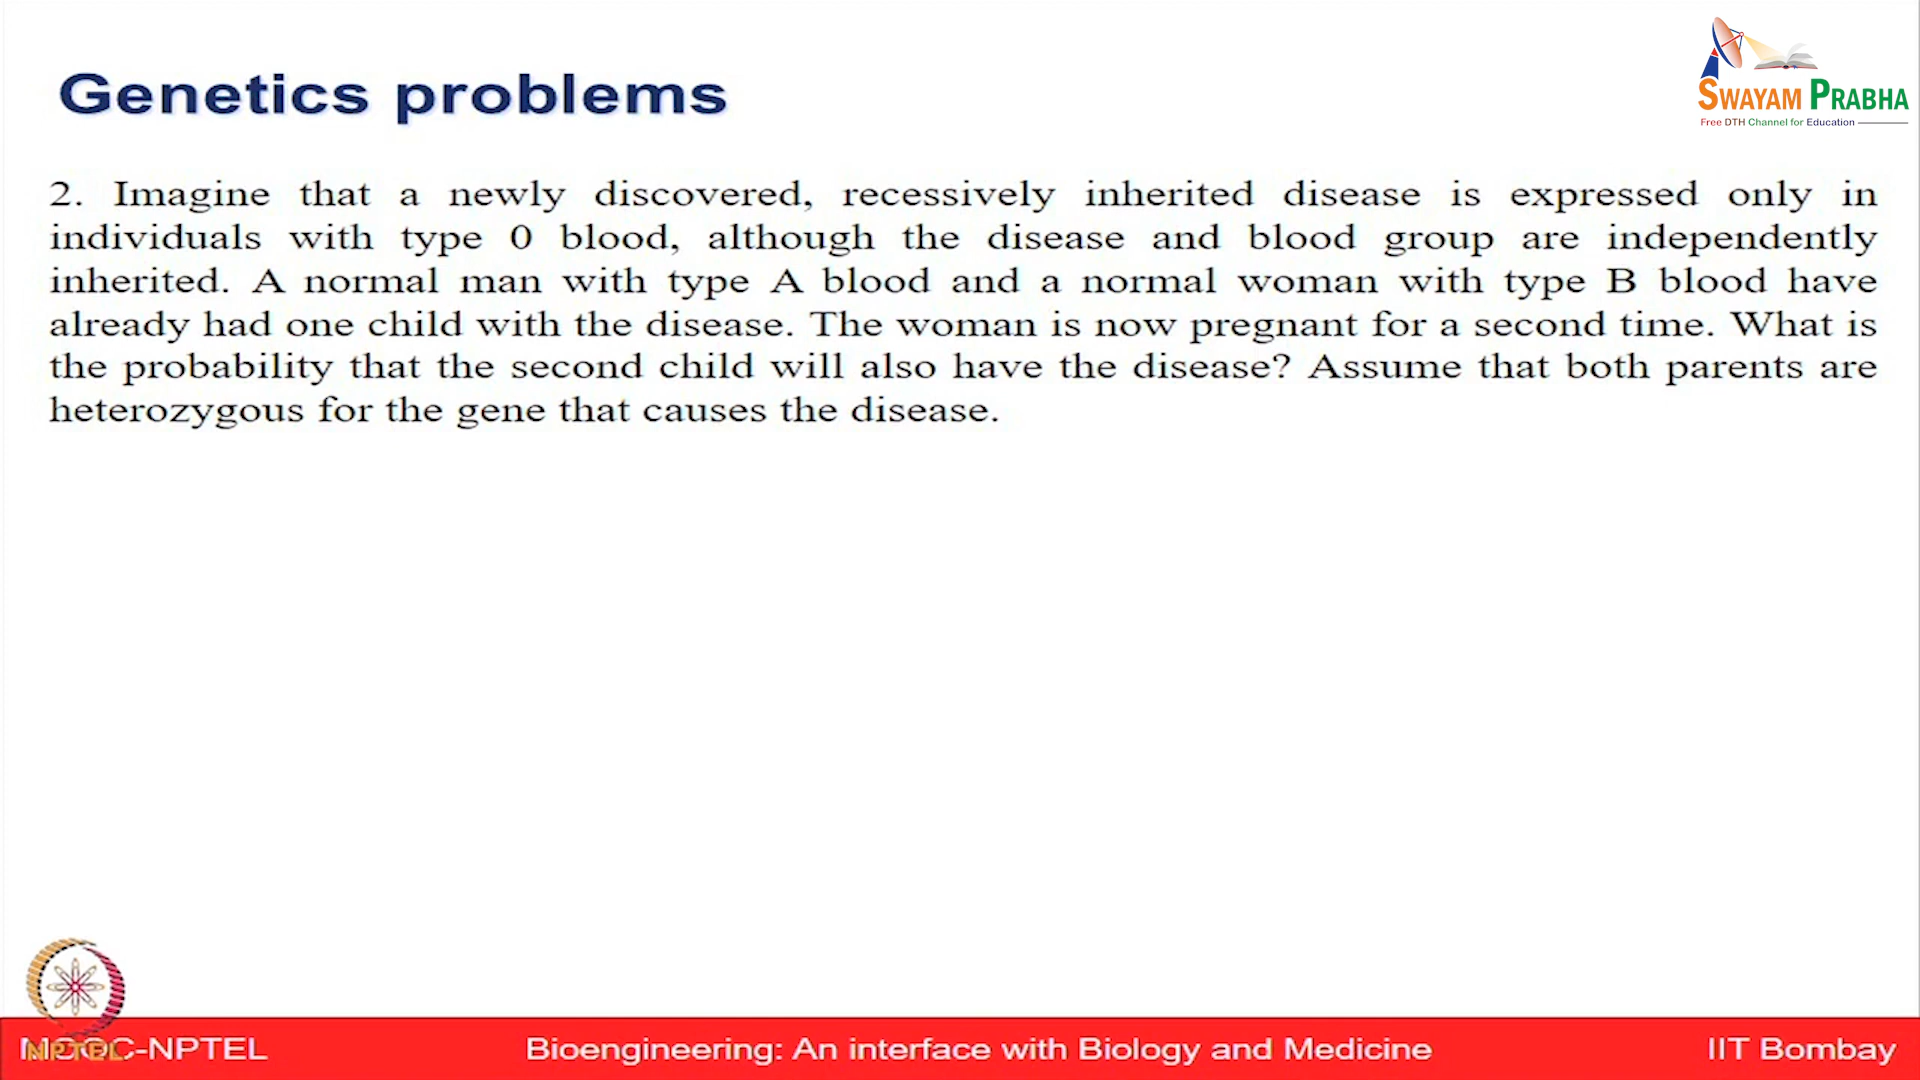 Genetics problems
SWAYAM PRABHA
Free DTH Channel for Education
2. Imagine that a newly discovered, recessively inherited disease is expressed only in
individuals with type 0 blood, although the disease and blood group are independently
inherited. A normal man with type A blood and a normal woman with type B blood have
already had one child with the disease. The woman is now pregnant for a second time. What is
the probability that the second child will also have the disease? Assume that both parents are
heterozygous for the gene that causes the disease.
NPTEL
MOOC-NPTEL
Bioengineering: An interface with Biology and Medicine
IIT Bombay